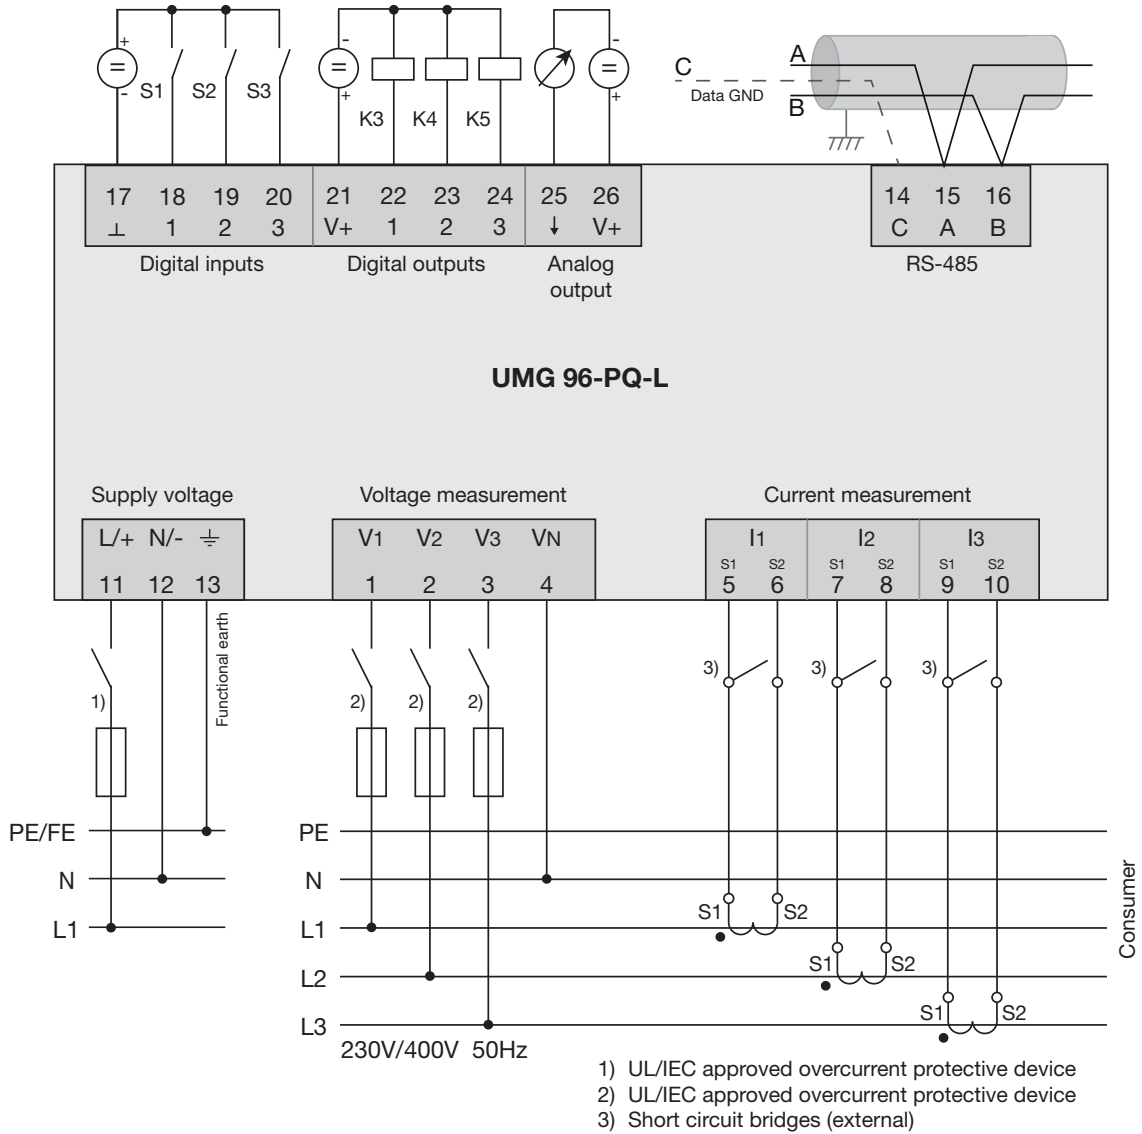 + - +
= S1 S2 S3 -
- = + K3 K4 K5
= - +
C A
Data GND B
17 18 19 20 21 22 23 24 25 26
⊥ 1 2 3 V+ 1 2 3 ↓ V+
14 15 16
C A B
Digital inputs Digital outputs Analog output
RS-485
UMG 96-PQ-L
Supply voltage Voltage measurement Current measurement
L/+ N/- V1 V2 V3 VN I1 I2 I3
S1 S2 S1 S2 S1 S2
11 12 13 1 2 3 4 5 6 7 8 9 10
Functional earth
3) 3) 3)
1) 2) 2) 2)
PE/FE PE
N N
S1 S2
L1 L1
S1 S2
L2
S1 S2
L3
Consumer
230V/400V 50Hz
1) UL/IEC approved overcurrent protective device
2) UL/IEC approved overcurrent protective device
3) Short circuit bridges (external)